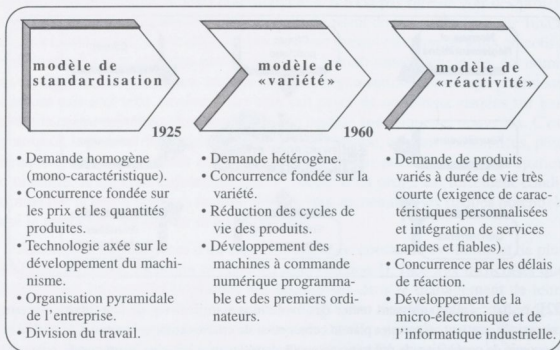 modèle de
standardisation
1925
• Demande homogène
(mono-caractéristique).
• Concurrence fondée sur
les prix et les quantités
produites.
• Technologie axée sur le
développement du machi-
nisme.
• Organisation pyramidale
de l'entreprise.
• Division du travail.
modèle de
«variété»
1960
• Demande hétérogène.
• Concurrence fondée sur la
variété.
• Réduction des cycles de
vie des produits.
• Développement des
machines à commande
numérique programma-
ble et des premiers ordi-
nateurs.
modèle de
«réactivité»
• Demande de produits
variés à durée de vie très
courte (exigence de carac-
téristiques personnalisées
et intégration de services
rapides et fiables).
• Concurrence par les délais
de réaction.
• Développement de la
micro-électronique et de
l'informatique industrielle.